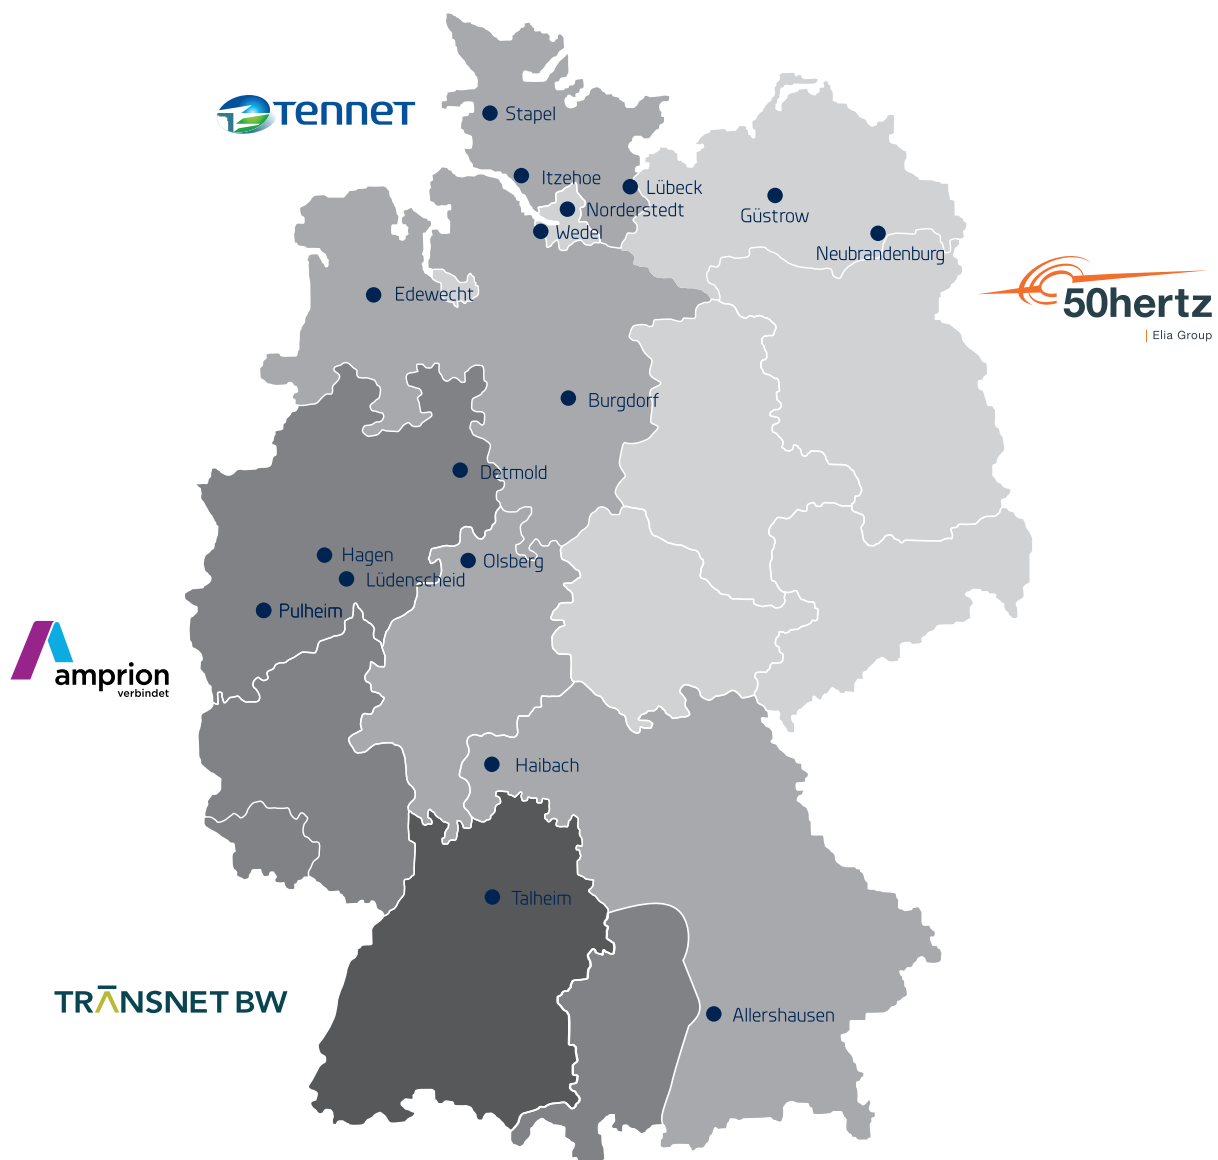 TENNET
Stapel
Itzehoe
Lübeck
Norderstedt
Güstrow
Wedel
Neubrandenburg
Edewecht
50hertz
| Elia Group
Burgdorf
Detmold
Hagen
Olsberg
Lüdenscheid
Pulheim
amprion
verbindet
Haibach
Talheim
TRANSNET BW
Allershausen